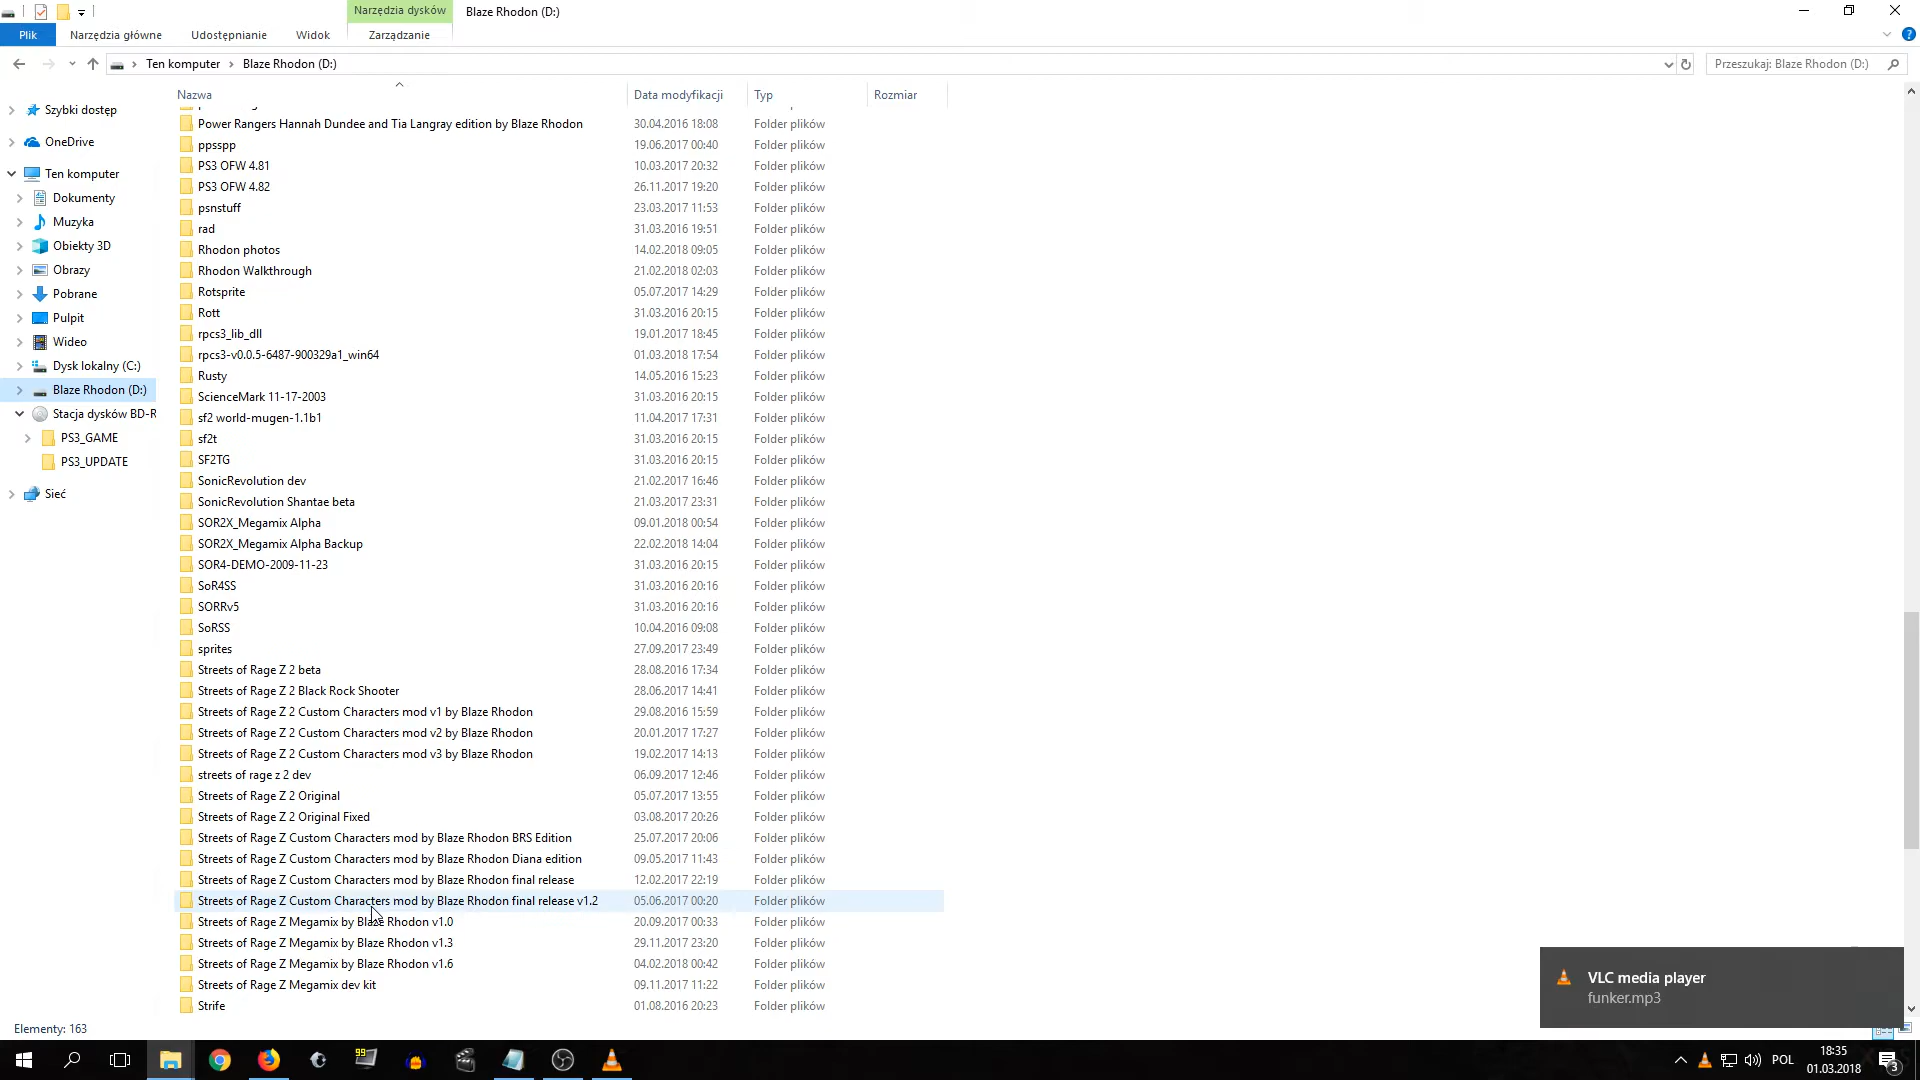 Narzędzia dysków
Blaze Rhodon (D:)
Plik
Narzędzia główne
Udostępnianie
Widok
Zarządzanie
Ten komputer
Blaze Rhodon (D:)
Przeszukaj: Blaze Rhodon (D:)
Nazwa
Data modyfikacji
Typ
Rozmiar
Szybki dostęp
OneDrive
Ten komputer
Dokumenty
Muzyka
Obiekty 3D
Obrazy
Pobrane
Pulpit
Wideo
Dysk lokalny (C:)
Blaze Rhodon (D:)
Stacja dysków BD-R
PS3_GAME
PS3_UPDATE
Sieć
Power Rangers Hannah Dundee and Tia Langray edition by Blaze Rhodon 30.04.2016 18:08 Folder plików
ppsspp 19.06.2017 00:40 Folder plików
PS3 OFW 4.81 10.03.2017 20:32 Folder plików
PS3 OFW 4.82 26.11.2017 19:20 Folder plików
psnstuff 23.03.2017 11:53 Folder plików
rad 31.03.2016 19:51 Folder plików
Rhodon photos 14.02.2018 09:05 Folder plików
Rhodon Walkthrough 21.02.2018 02:03 Folder plików
Rotsprite 05.07.2017 14:29 Folder plików
Rott 31.03.2016 20:15 Folder plików
rpcs3_lib_dll 19.01.2017 18:45 Folder plików
rpcs3-v0.0.5-6487-900329a1_win64 01.03.2018 17:54 Folder plików
Rusty 14.05.2016 15:23 Folder plików
ScienceMark 11-17-2003 31.03.2016 20:15 Folder plików
sf2 world-mugen-1.1b1 11.04.2017 17:31 Folder plików
sf2t 31.03.2016 20:15 Folder plików
SF2TG 31.03.2016 20:15 Folder plików
SonicRevolution dev 21.02.2017 16:46 Folder plików
SonicRevolution Shantae beta 21.03.2017 23:31 Folder plików
SOR2X_Megamix Alpha 09.01.2018 00:54 Folder plików
SOR2X_Megamix Alpha Backup 22.02.2018 14:04 Folder plików
SOR4-DEMO-2009-11-23 31.03.2016 20:15 Folder plików
SoR4SS 31.03.2016 20:16 Folder plików
SORRv5 31.03.2016 20:16 Folder plików
SoRSS 10.04.2016 09:08 Folder plików
sprites 27.09.2017 23:49 Folder plików
Streets of Rage Z 2 beta 28.08.2016 17:34 Folder plików
Streets of Rage Z 2 Black Rock Shooter 28.06.2017 14:41 Folder plików
Streets of Rage Z 2 Custom Characters mod v1 by Blaze Rhodon 29.08.2016 15:59 Folder plików
Streets of Rage Z 2 Custom Characters mod v2 by Blaze Rhodon 20.01.2017 17:27 Folder plików
Streets of Rage Z 2 Custom Characters mod v3 by Blaze Rhodon 19.02.2017 14:13 Folder plików
streets of rage z 2 dev 06.09.2017 12:46 Folder plików
Streets of Rage Z 2 Original 05.07.2017 13:55 Folder plików
Streets of Rage Z 2 Original Fixed 03.08.2017 20:26 Folder plików
Streets of Rage Z Custom Characters mod by Blaze Rhodon BRS Edition 25.07.2017 20:06 Folder plików
Streets of Rage Z Custom Characters mod by Blaze Rhodon Diana edition 09.05.2017 11:43 Folder plików
Streets of Rage Z Custom Characters mod by Blaze Rhodon final release 12.02.2017 22:19 Folder plików
Streets of Rage Z Custom Characters mod by Blaze Rhodon final release v1.2 05.06.2017 00:20 Folder plików
Streets of Rage Z Megamix by Blaze Rhodon v1.0 20.09.2017 00:33 Folder plików
Streets of Rage Z Megamix by Blaze Rhodon v1.3 29.11.2017 23:20 Folder plików
Streets of Rage Z Megamix by Blaze Rhodon v1.6 04.02.2018 00:42 Folder plików
Streets of Rage Z Megamix dev kit 09.11.2017 11:22 Folder plików
Strife 01.08.2016 20:23 Folder plików
VLC media player
funker.mp3
Elementy: 163
99
POL
18:35
01.03.2018
3